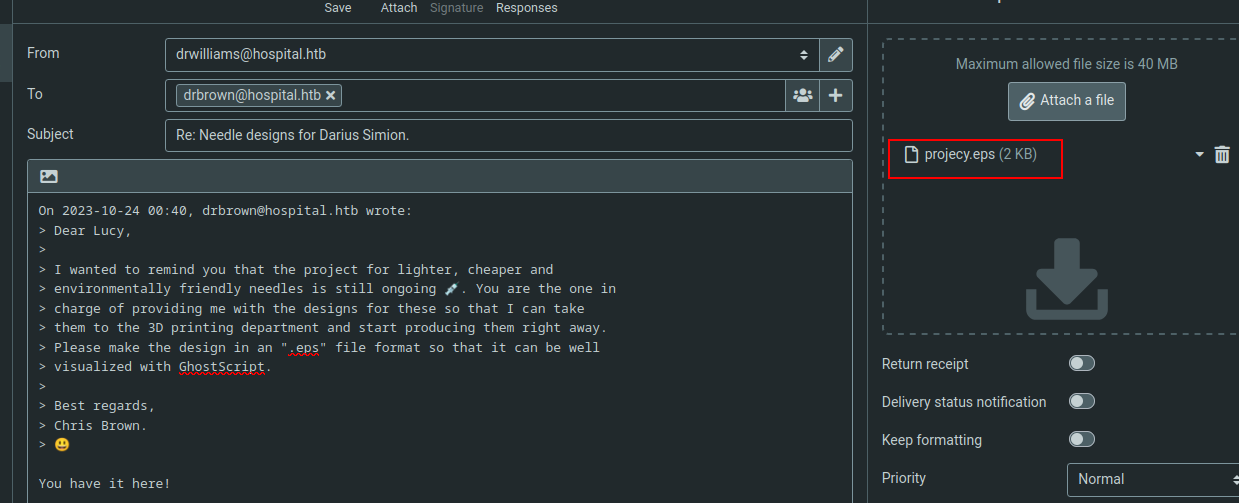 Save Attach Signature Responses
From drwilliams@hospital.htb
To drbrown@hospital.htb
Subject Re: Needle designs for Darius Simion.
On 2023-10-24 00:40, drbrown@hospital.htb wrote:
> Dear Lucy,
>
> I wanted to remind you that the project for lighter, cheaper and
> environmentally friendly needles is still ongoing 💉. You are the one in
> charge of providing me with the designs for these so that I can take
> them to the 3D printing department and start producing them right away.
> Please make the design in an ".eps" file format so that it can be well
> visualized with GhostScript.
>
> Best regards,
> Chris Brown.
> 😃
You have it here!
Maximum allowed file size is 40 MB
Attach a file
projecy.eps (2 KB)
Return receipt
Delivery status notification
Keep formatting
Priority Normal